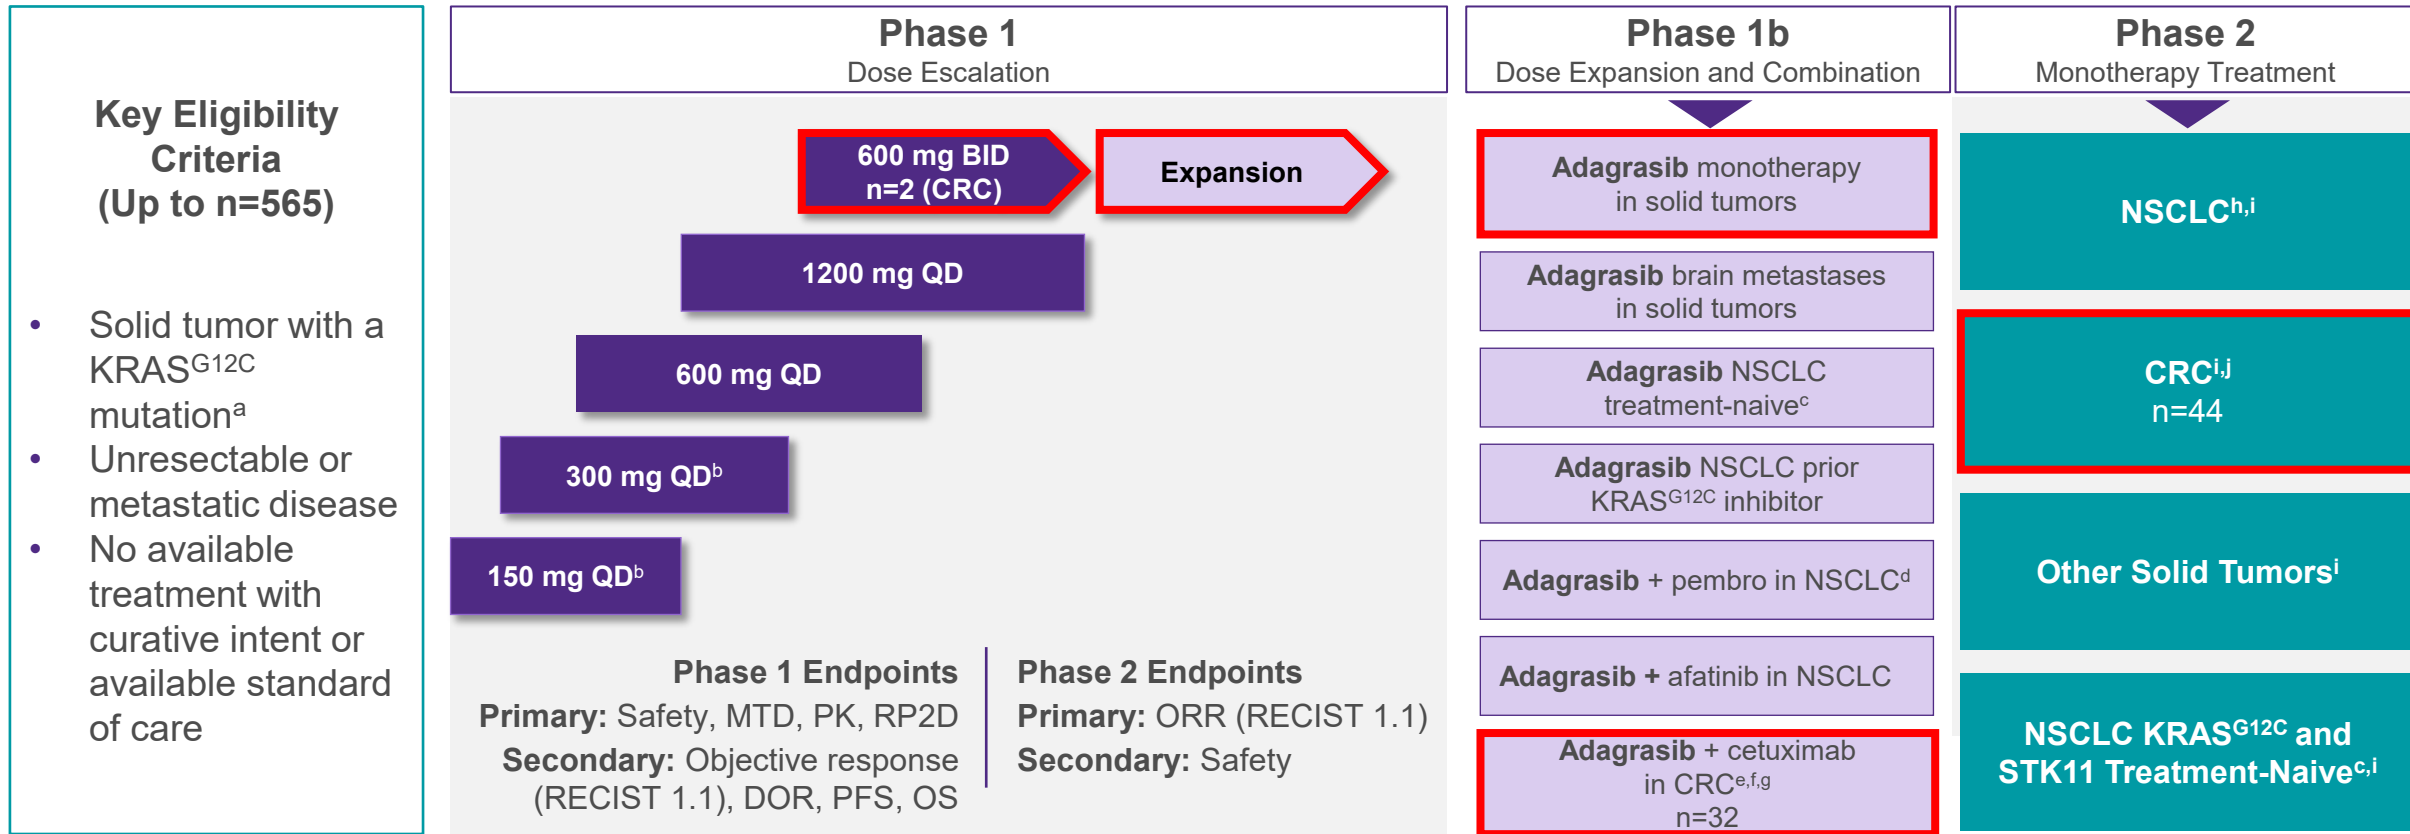 Key Eligibility
Criteria
(Up to n=565)
• Solid tumor with a
KRASG12C
mutationa
• Unresectable or
metastatic disease
• No available
treatment with
curative intent or
available standard
of care
Phase 1
Dose Escalation
600 mg BID
n=2 (CRC)
Expansion
1200 mg QD
600 mg QD
300 mg QDb
150 mg QDb
Phase 1 Endpoints
Primary: Safety, MTD, PK, RP2D
Secondary: Objective response
(RECIST 1.1), DOR, PFS, OS
Phase 2 Endpoints
Primary: ORR (RECIST 1.1)
Secondary: Safety
Phase 1b
Dose Expansion and Combination
Adagrasib monotherapy
in solid tumors
Adagrasib brain metastases
in solid tumors
Adagrasib NSCLC
treatment-naivec
Adagrasib NSCLC prior
KRASG12C inhibitor
Adagrasib + pembro in NSCLCd
Adagrasib + afatinib in NSCLC
Adagrasib + cetuximab
in CRCe,f,g
n=32
Phase 2
Monotherapy Treatment
NSCLCh,i
CRCi,j
n=44
Other Solid Tumorsi
NSCLC KRASG12C and
STK11 Treatment-Naivec,i